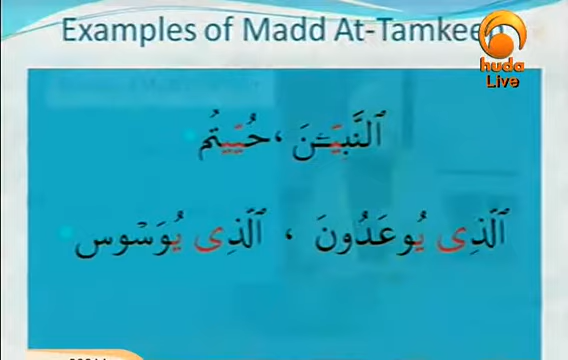 Examples of Madd At-Tamkeen
huda
Live
ٱلنَّبِيِّـۧنَ ، حُيِّيتُم
ٱلَّذِى يُوعَدُونَ ، ٱلَّذِى يُوَسْوِسُ